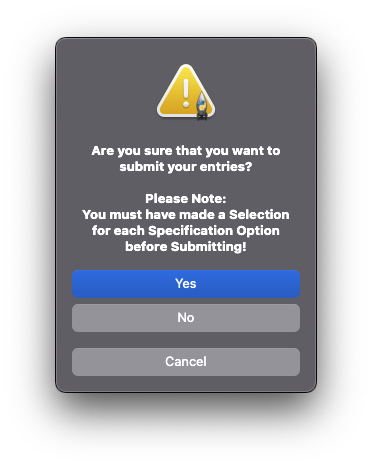 Are you sure that you want to
submit your entries?
Please Note:
You must have made a Selection
for each Specification Option
before Submitting!
Yes
No
Cancel